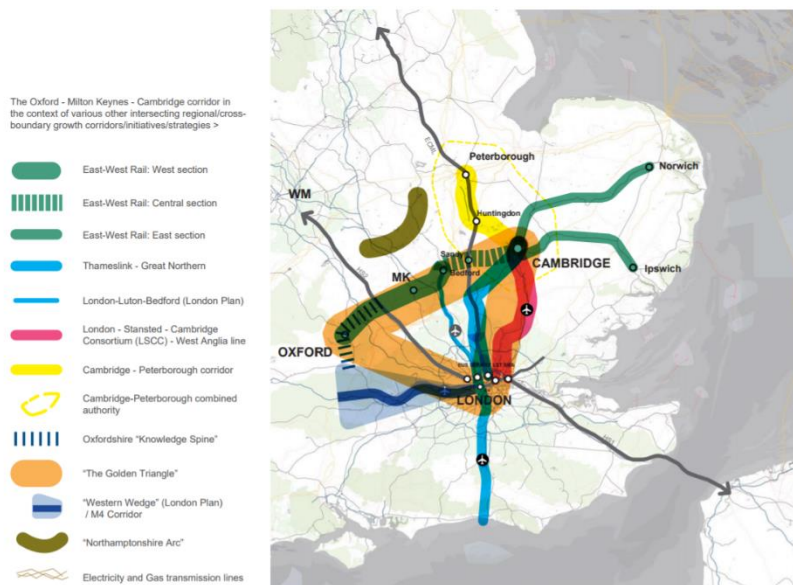 The Oxford - Milton Keynes - Cambridge corridor in
the context of various other intersecting regional/cross-
boundary growth corridors/initiatives/strategies >
East-West Rail: West section
East-West Rail: Central section
East-West Rail: East section
Thameslink - Great Northern
London-Luton-Bedford (London Plan)
London - Stansted - Cambridge
Consortium (LSCC) - West Anglia line
Cambridge - Peterborough corridor
Cambridge-Peterborough combined
authority
Oxfordshire "Knowledge Spine"
"The Golden Triangle"
"Western Wedge" (London Plan)
/ M4 Corridor
"Northamptonshire Arc"
Electricity and Gas transmission lines
ECML
Peterborough
Norwich
WM
Huntingdon
HS2
Sandy
CAMBRIDGE
Bedford
Ipswich
MK
OXFORD
LONDON
HS1